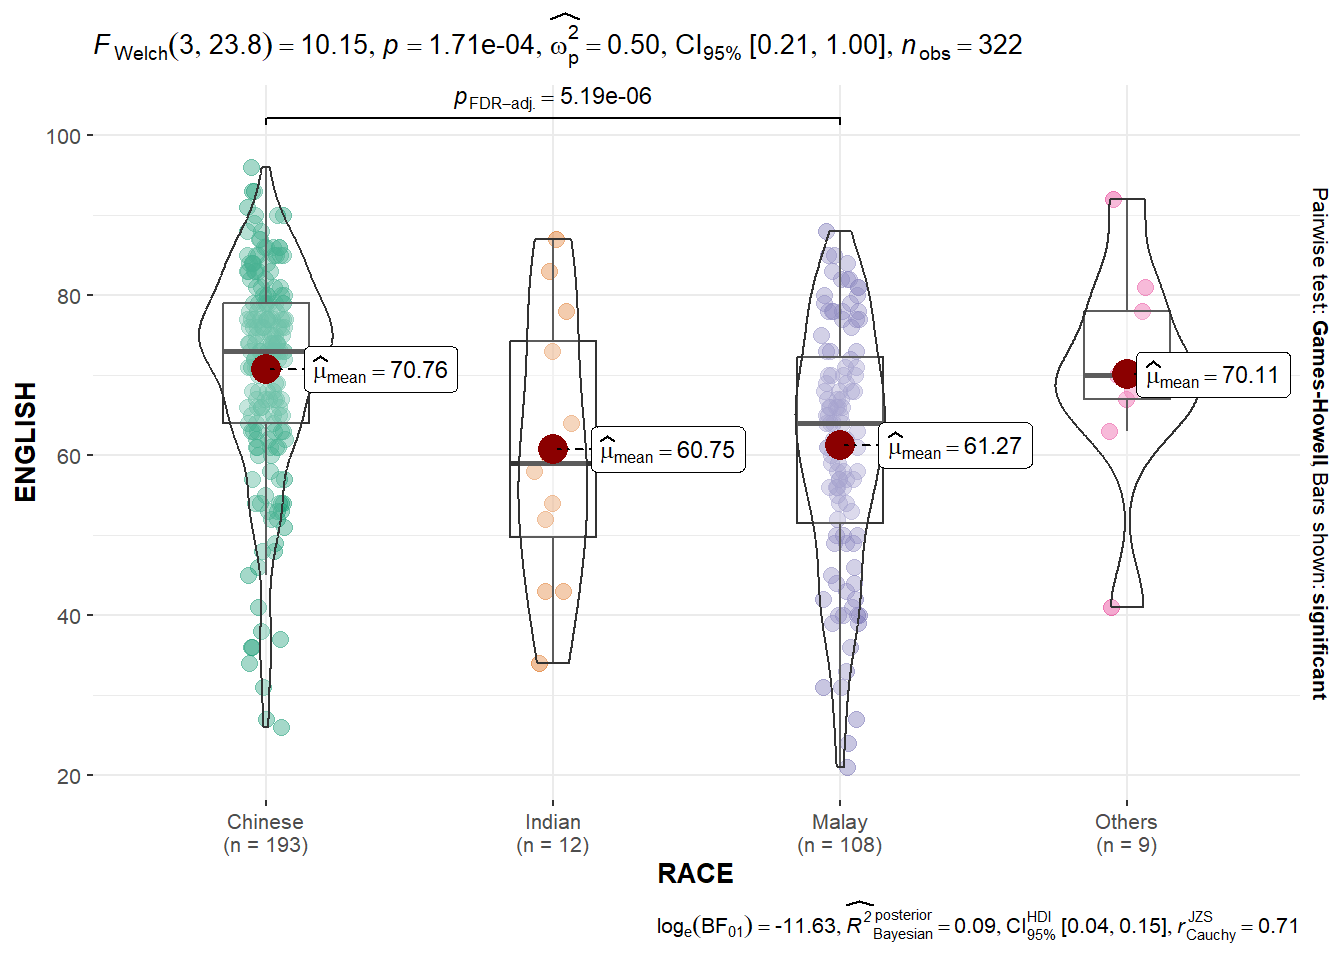 F Welch(3, 23.8) = 10.15, p = 1.71e-04, ω̂²p = 0.50, CI95% [0.21, 1.00], nobs = 322
pFDR−adj. = 5.19e-06
100
80
60
40
20
ENGLISH
μ̂mean = 70.76
μ̂mean = 60.75
μ̂mean = 61.27
μ̂mean = 70.11
Pairwise test: Games-Howell, Bars shown: significant
Chinese
(n = 193)
Indian
(n = 12)
Malay
(n = 108)
Others
(n = 9)
RACE
loge(BF01) = -11.63, R̂² posterior Bayesian = 0.09, CI HDI 95% [0.04, 0.15], r JZS Cauchy = 0.71